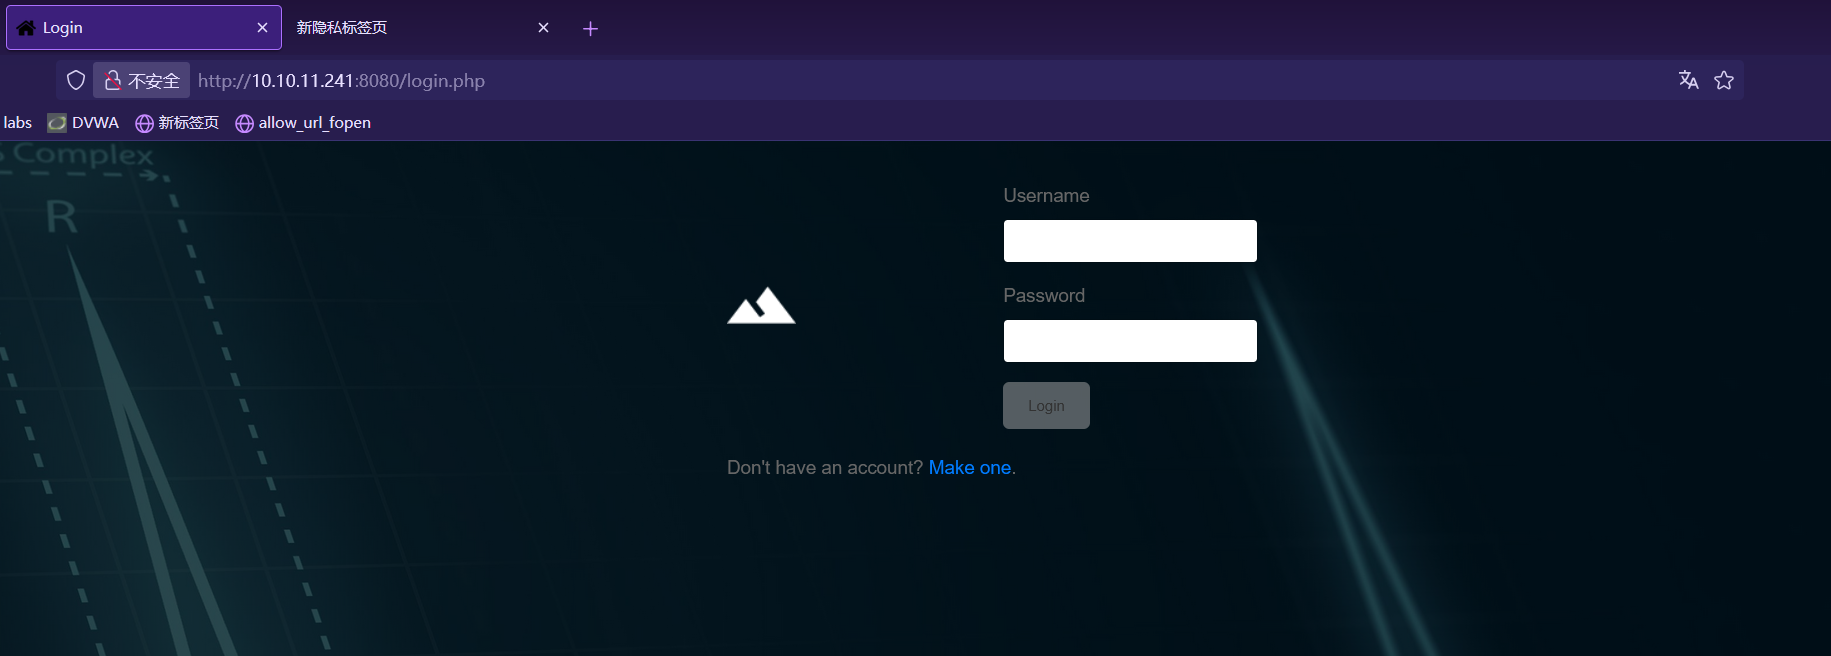 Login
新隐私标签页
不安全 http://10.10.11.241:8080/login.php
labs DVWA 新标签页 allow_url_fopen
Complex
R
Username
Password
Login
Don't have an account? Make one.